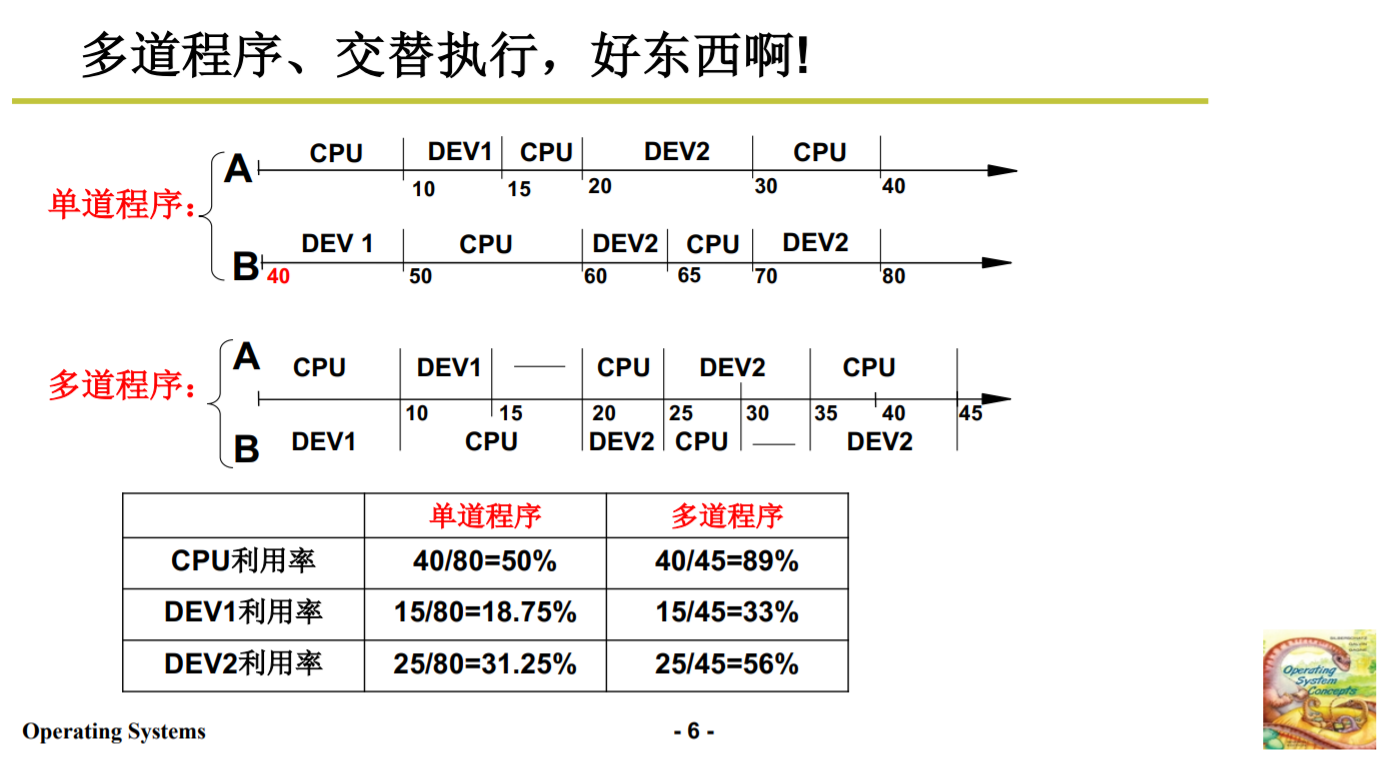 多道程序、交替执行，好东西啊!
单道程序：
A CPU DEV1 CPU DEV2 CPU
10 15 20 30 40
B DEV 1 CPU DEV2 CPU DEV2
40 50 60 65 70 80
多道程序：
A CPU DEV1 CPU DEV2 CPU
10 15 20 25 30 35 40 45
B DEV1 CPU DEV2 CPU DEV2
单道程序 多道程序
CPU利用率 40/80=50% 40/45=89%
DEV1利用率 15/80=18.75% 15/45=33%
DEV2利用率 25/80=31.25% 25/45=56%
Operating
System
Concepts
Operating Systems - 6 -